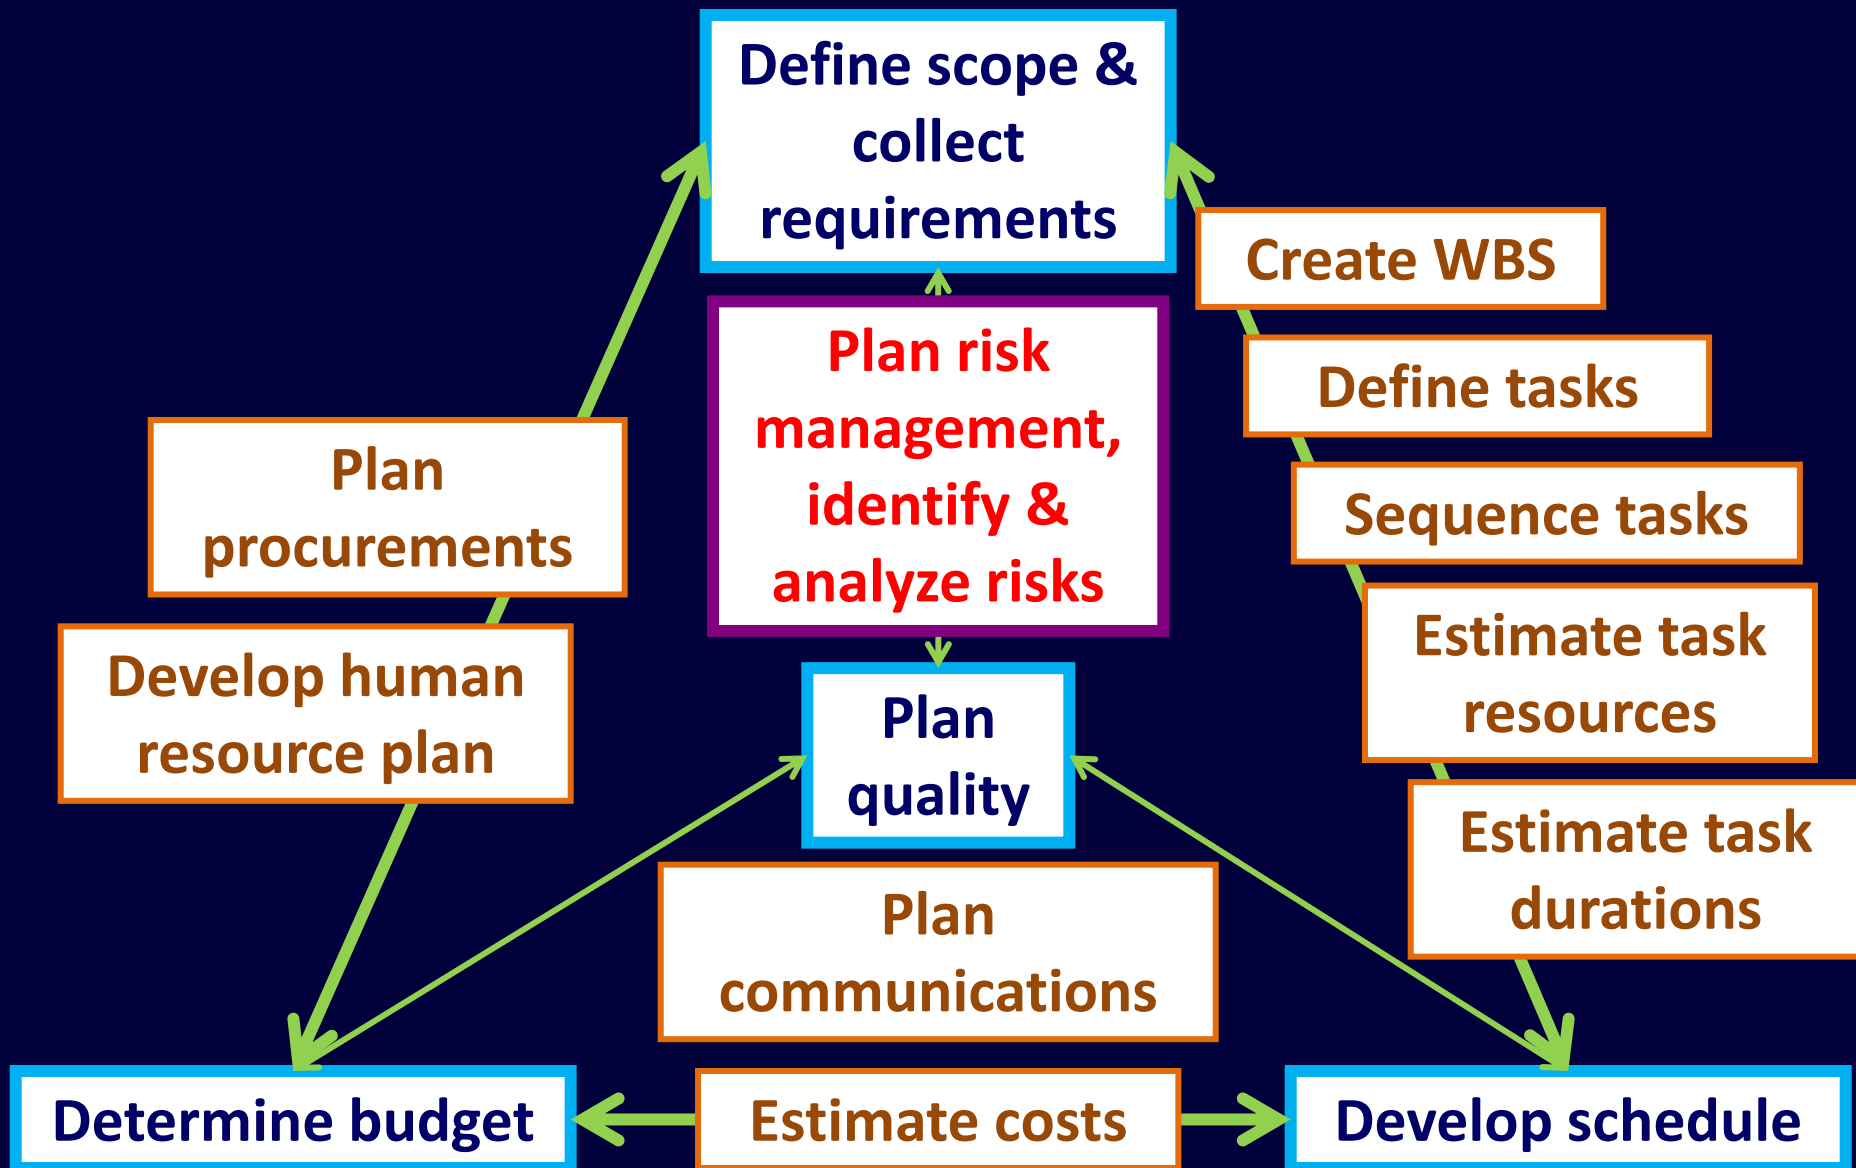 Define scope &
collect
requirements
Create WBS
Plan risk
management,
identify &
analyze risks
Define tasks
Plan
procurements
Sequence tasks
Estimate task
resources
Develop human
resource plan
Plan
quality
Estimate task
durations
Plan
communications
Determine budget
Estimate costs
Develop schedule